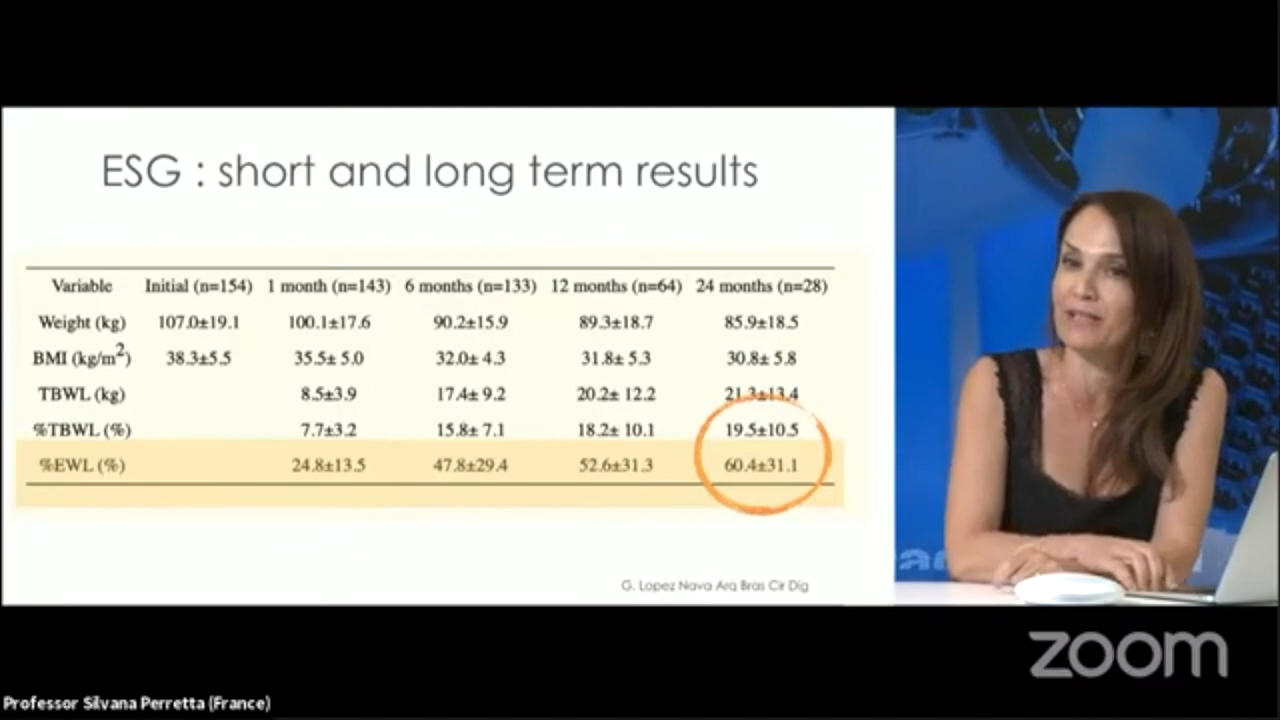 ESG : short and long term results
Variable Initial (n=154) 1 month (n=143) 6 months (n=133) 12 months (n=64) 24 months (n=28)
Weight (kg) 107.0±19.1 100.1±17.6 90.2±15.9 89.3±18.7 85.9±18.5
BMI (kg/m²) 38.3±5.5 35.5± 5.0 32.0± 4.3 31.8± 5.3 30.8± 5.8
TBWL (kg) 8.5±3.9 17.4± 9.2 20.2± 12.2 21.3±13.4
%TBWL (%) 7.7±3.2 15.8± 7.1 18.2± 10.1 19.5±10.5
%EWL (%) 24.8±13.5 47.8±29.4 52.6±31.3 60.4±31.1
G. Lopez Nava Arq Bras Cir Dig
zoom
Professor Silvana Perretta (France)